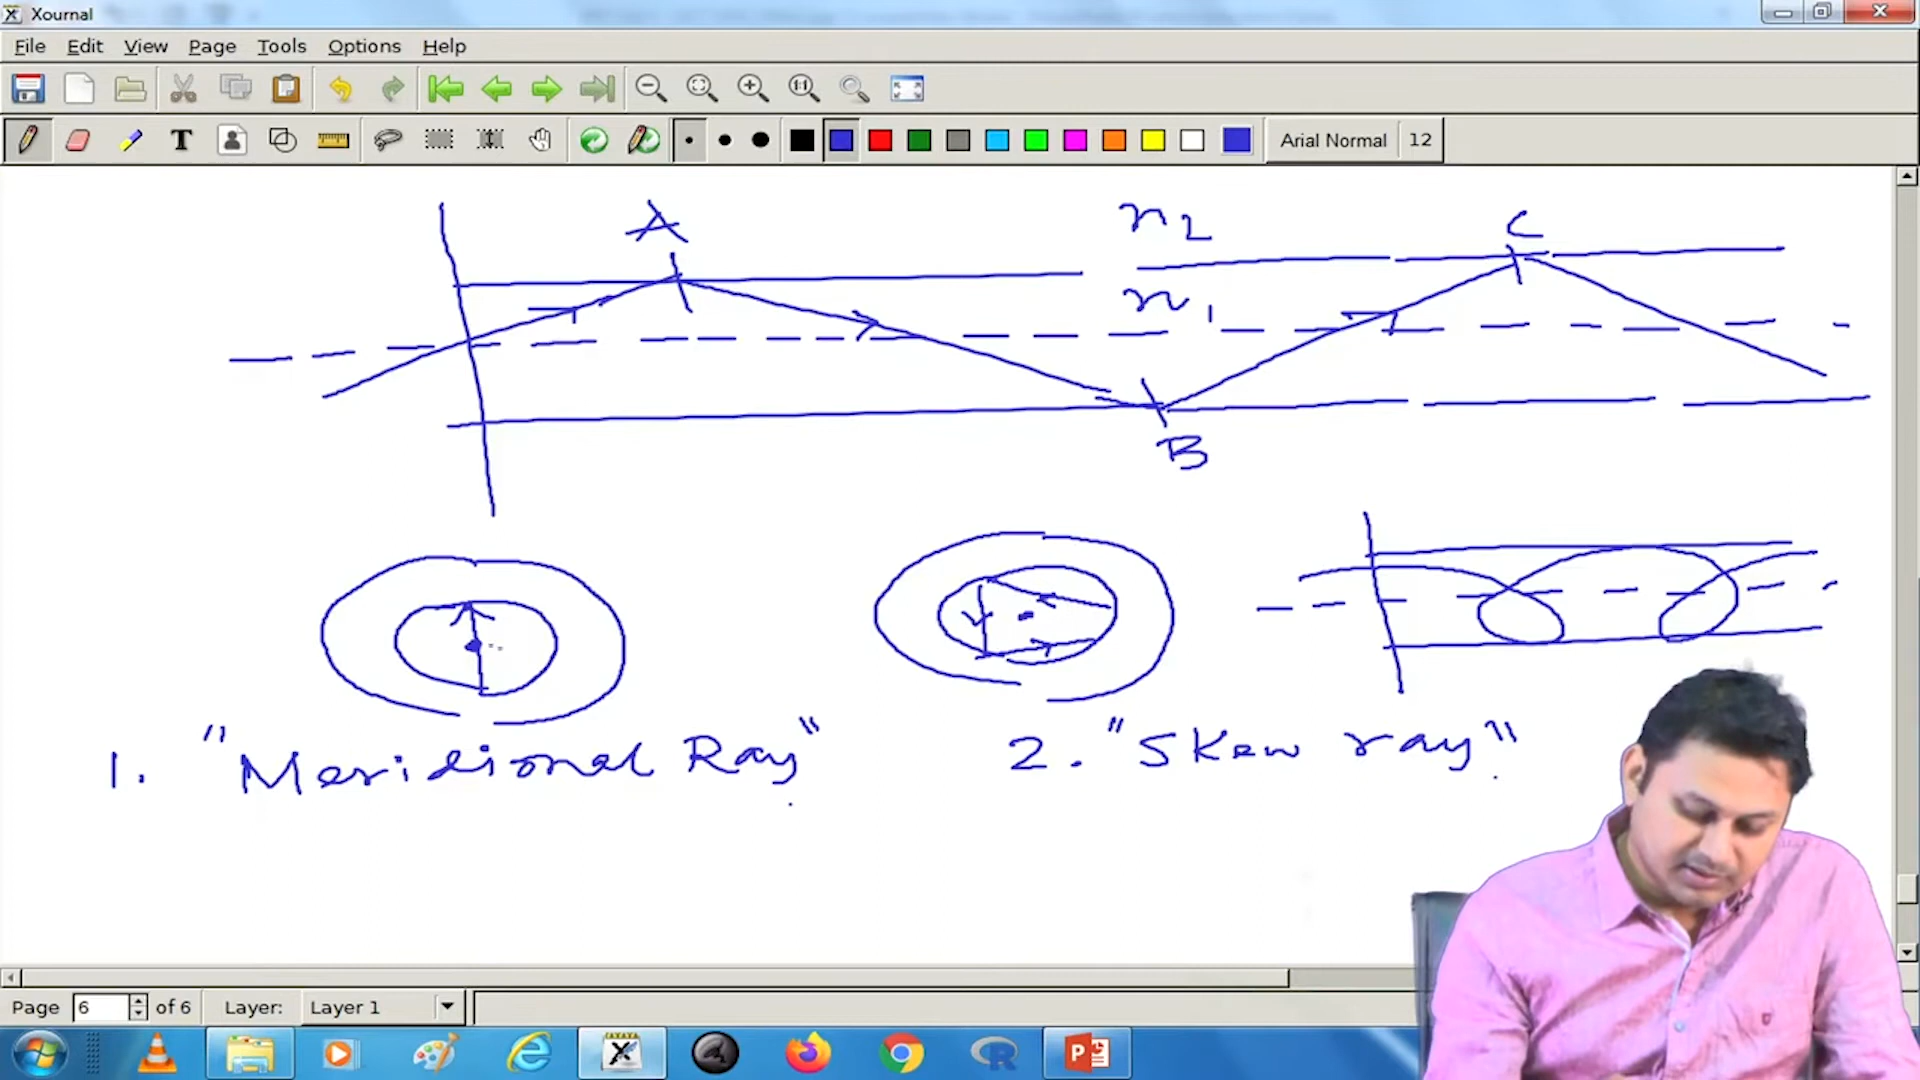 Xournal
File Edit View Page Tools Options Help
Arial Normal 12
A n2 C
n1
B
1. "Meridional Ray" 2. "Skew ray"
Page 6 of 6 Layer: Layer 1